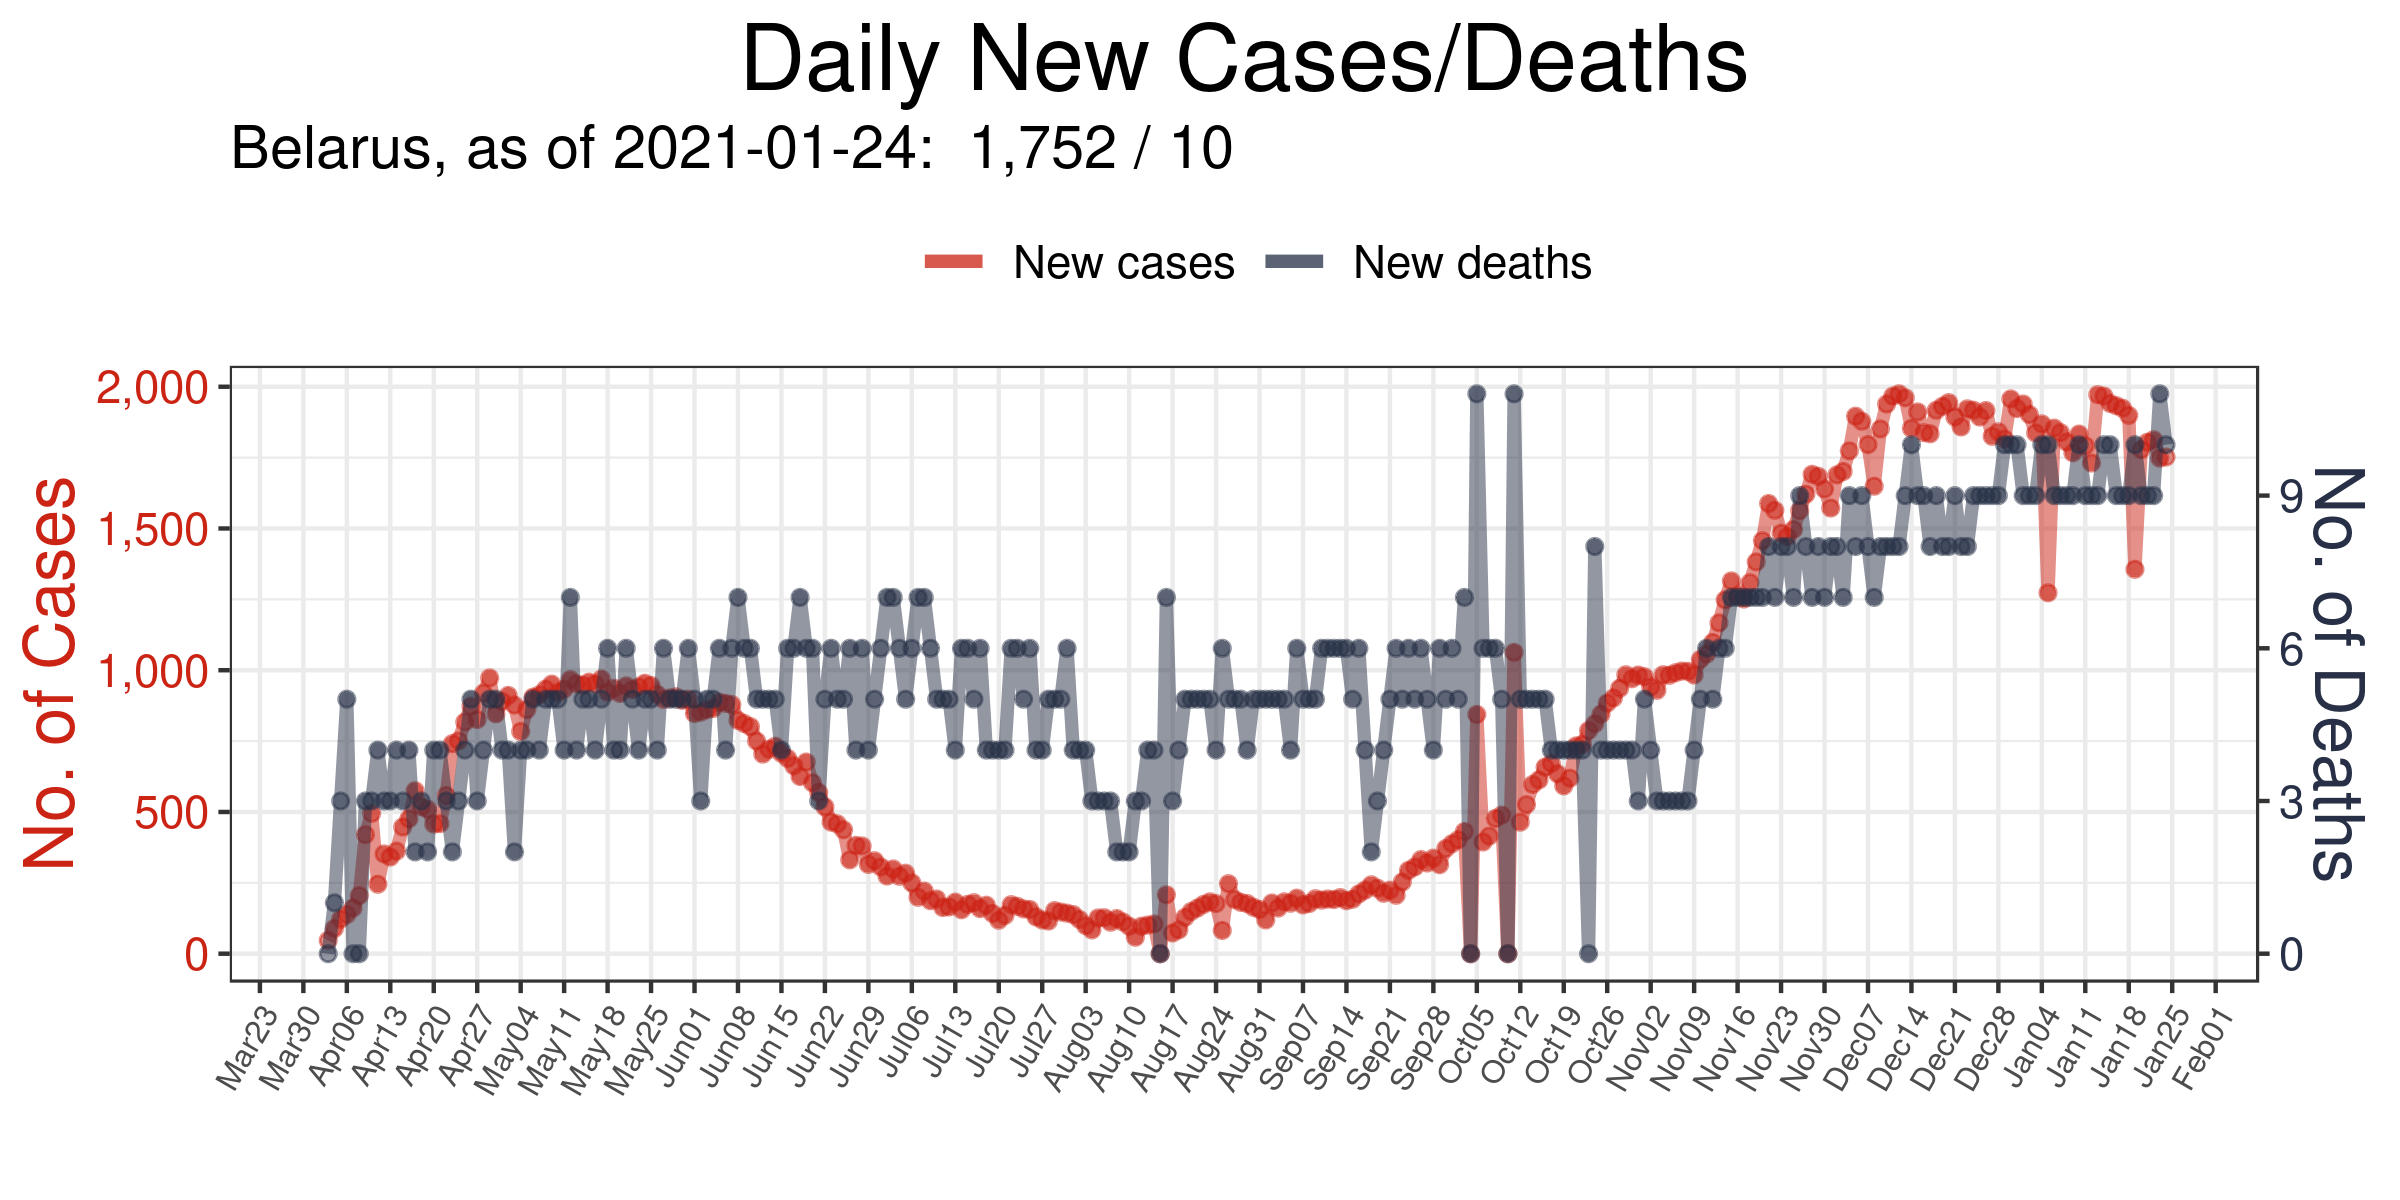 Daily New Cases/Deaths
Belarus, as of 2021-01-24:  1,752 / 10
New cases New deaths
No. of Cases
2,000
1,500
1,000
500
0
9
6
3
0
No. of Deaths
Mar23 Mar30 Apr06 Apr13 Apr20 Apr27 May04 May11 May18 May25 Jun01 Jun08 Jun15 Jun22 Jun29 Jul06 Jul13 Jul20 Jul27 Aug03 Aug10 Aug17 Aug24 Aug31 Sep07 Sep14 Sep21 Sep28 Oct05 Oct12 Oct19 Oct26 Nov02 Nov09 Nov16 Nov23 Nov30 Dec07 Dec14 Dec21 Dec28 Jan04 Jan11 Jan18 Jan25 Feb01